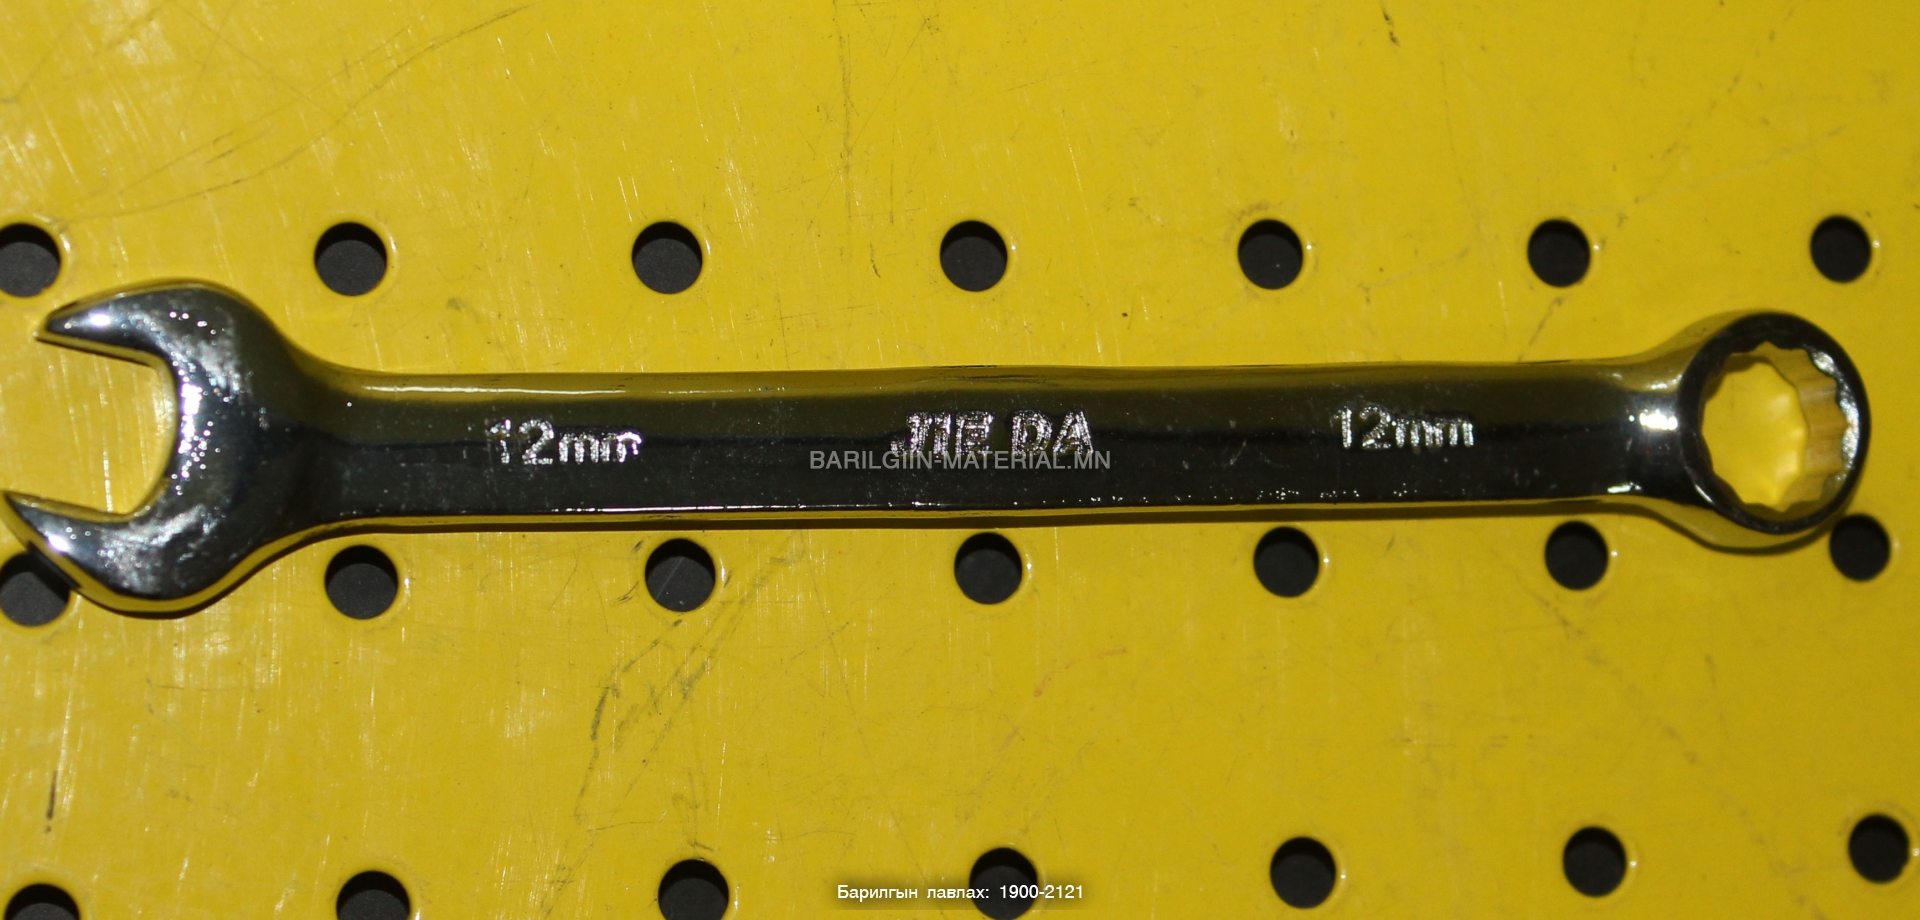 12mm
JIE DA
12mm
BARILGIIN-MATERIAL.MN
Барилгын лавлах: 1900-2121